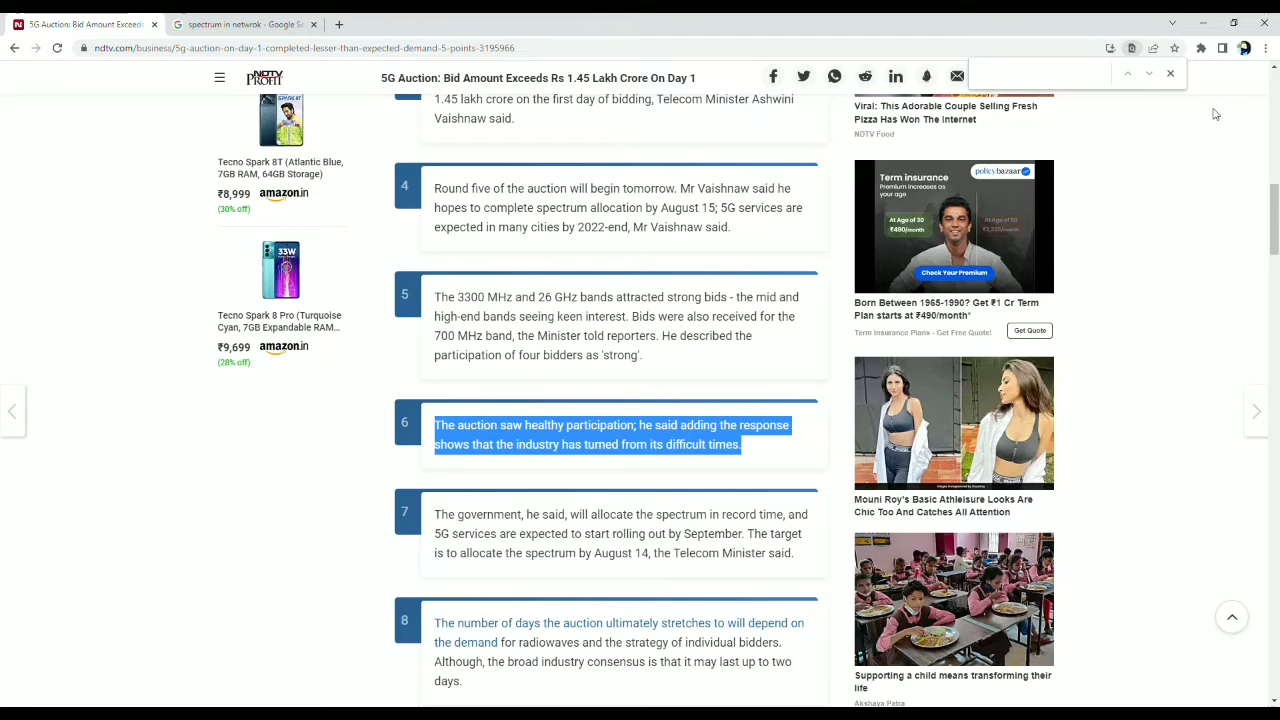 5G Auction: Bid Amount Exceeds
spectrum in netwrok - Google Se
ndtv.com/business/5g-auction-on-day-1-completed-lesser-than-expected-demand-5-points-3195966
NDTV
PROFIT
5G Auction: Bid Amount Exceeds Rs 1.45 Lakh Crore On Day 1
SPARK 8T
Tecno Spark 8T (Atlantic Blue,
7GB RAM, 64GB Storage)
₹8,999 amazon.in
(30% off)
33W
Tecno Spark 8 Pro (Turquoise
Cyan, 7GB Expandable RAM...
₹9,699 amazon.in
(28% off)
1.45 lakh crore on the first day of bidding, Telecom Minister Ashwini
Vaishnaw said.
4
Round five of the auction will begin tomorrow. Mr Vaishnaw said he
hopes to complete spectrum allocation by August 15; 5G services are
expected in many cities by 2022-end, Mr Vaishnaw said.
5
The 3300 MHz and 26 GHz bands attracted strong bids - the mid and
high-end bands seeing keen interest. Bids were also received for the
700 MHz band, the Minister told reporters. He described the
participation of four bidders as 'strong'.
6
The auction saw healthy participation; he said adding the response
shows that the industry has turned from its difficult times.
7
The government, he said, will allocate the spectrum in record time, and
5G services are expected to start rolling out by September. The target
is to allocate the spectrum by August 14, the Telecom Minister said.
8
The number of days the auction ultimately stretches to will depend on
the demand for radiowaves and the strategy of individual bidders.
Although, the broad industry consensus is that it may last up to two
days.
Viral: This Adorable Couple Selling Fresh
Pizza Has Won The Internet
NDTV Food
Term insurance
Premium increases as
your age
policybazaar
At Age of 30
₹490/month
Check Your Premium
Born Between 1965-1990? Get ₹1 Cr Term
Plan starts at ₹490/month*
Term Insurance Plans - Get Free Quote!
Get Quote
Mouni Roy's Basic Athleisure Looks Are
Chic Too And Catches All Attention
Supporting a child means transforming their
life
Akshaya Patra